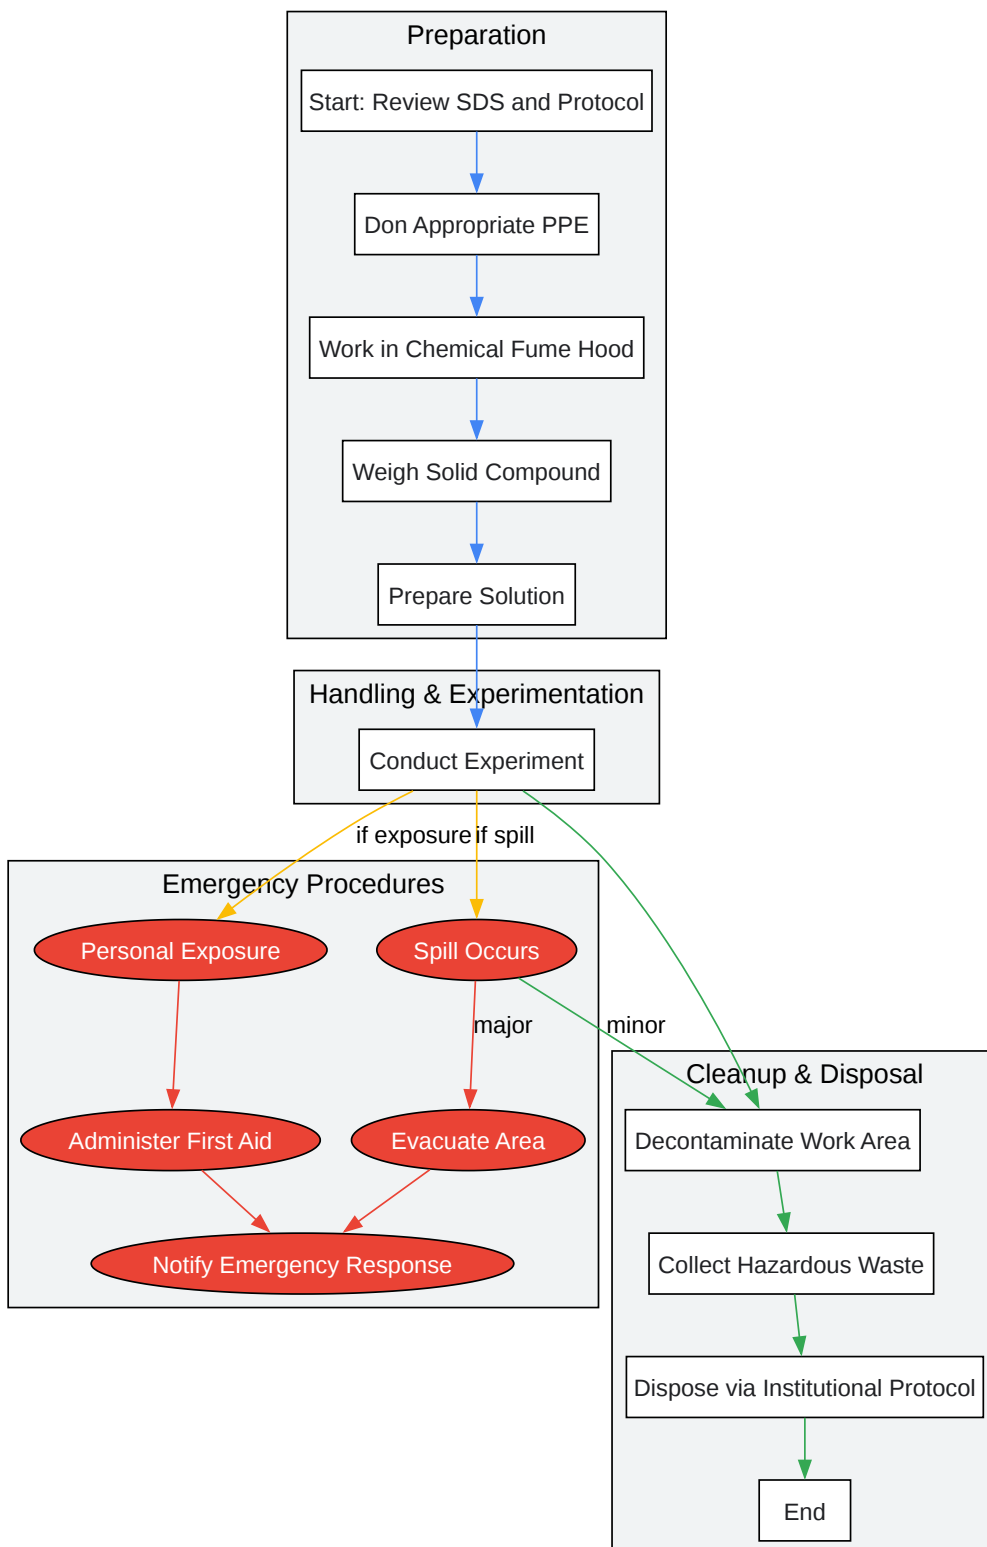 Preparation
Start: Review SDS and Protocol
Don Appropriate PPE
Work in Chemical Fume Hood
Weigh Solid Compound
Prepare Solution
Handling & Experimentation
Conduct Experiment
if exposure
if spill
Emergency Procedures
Personal Exposure
Spill Occurs
major
minor
Cleanup & Disposal
Administer First Aid
Evacuate Area
Decontaminate Work Area
Notify Emergency Response
Collect Hazardous Waste
Dispose via Institutional Protocol
End